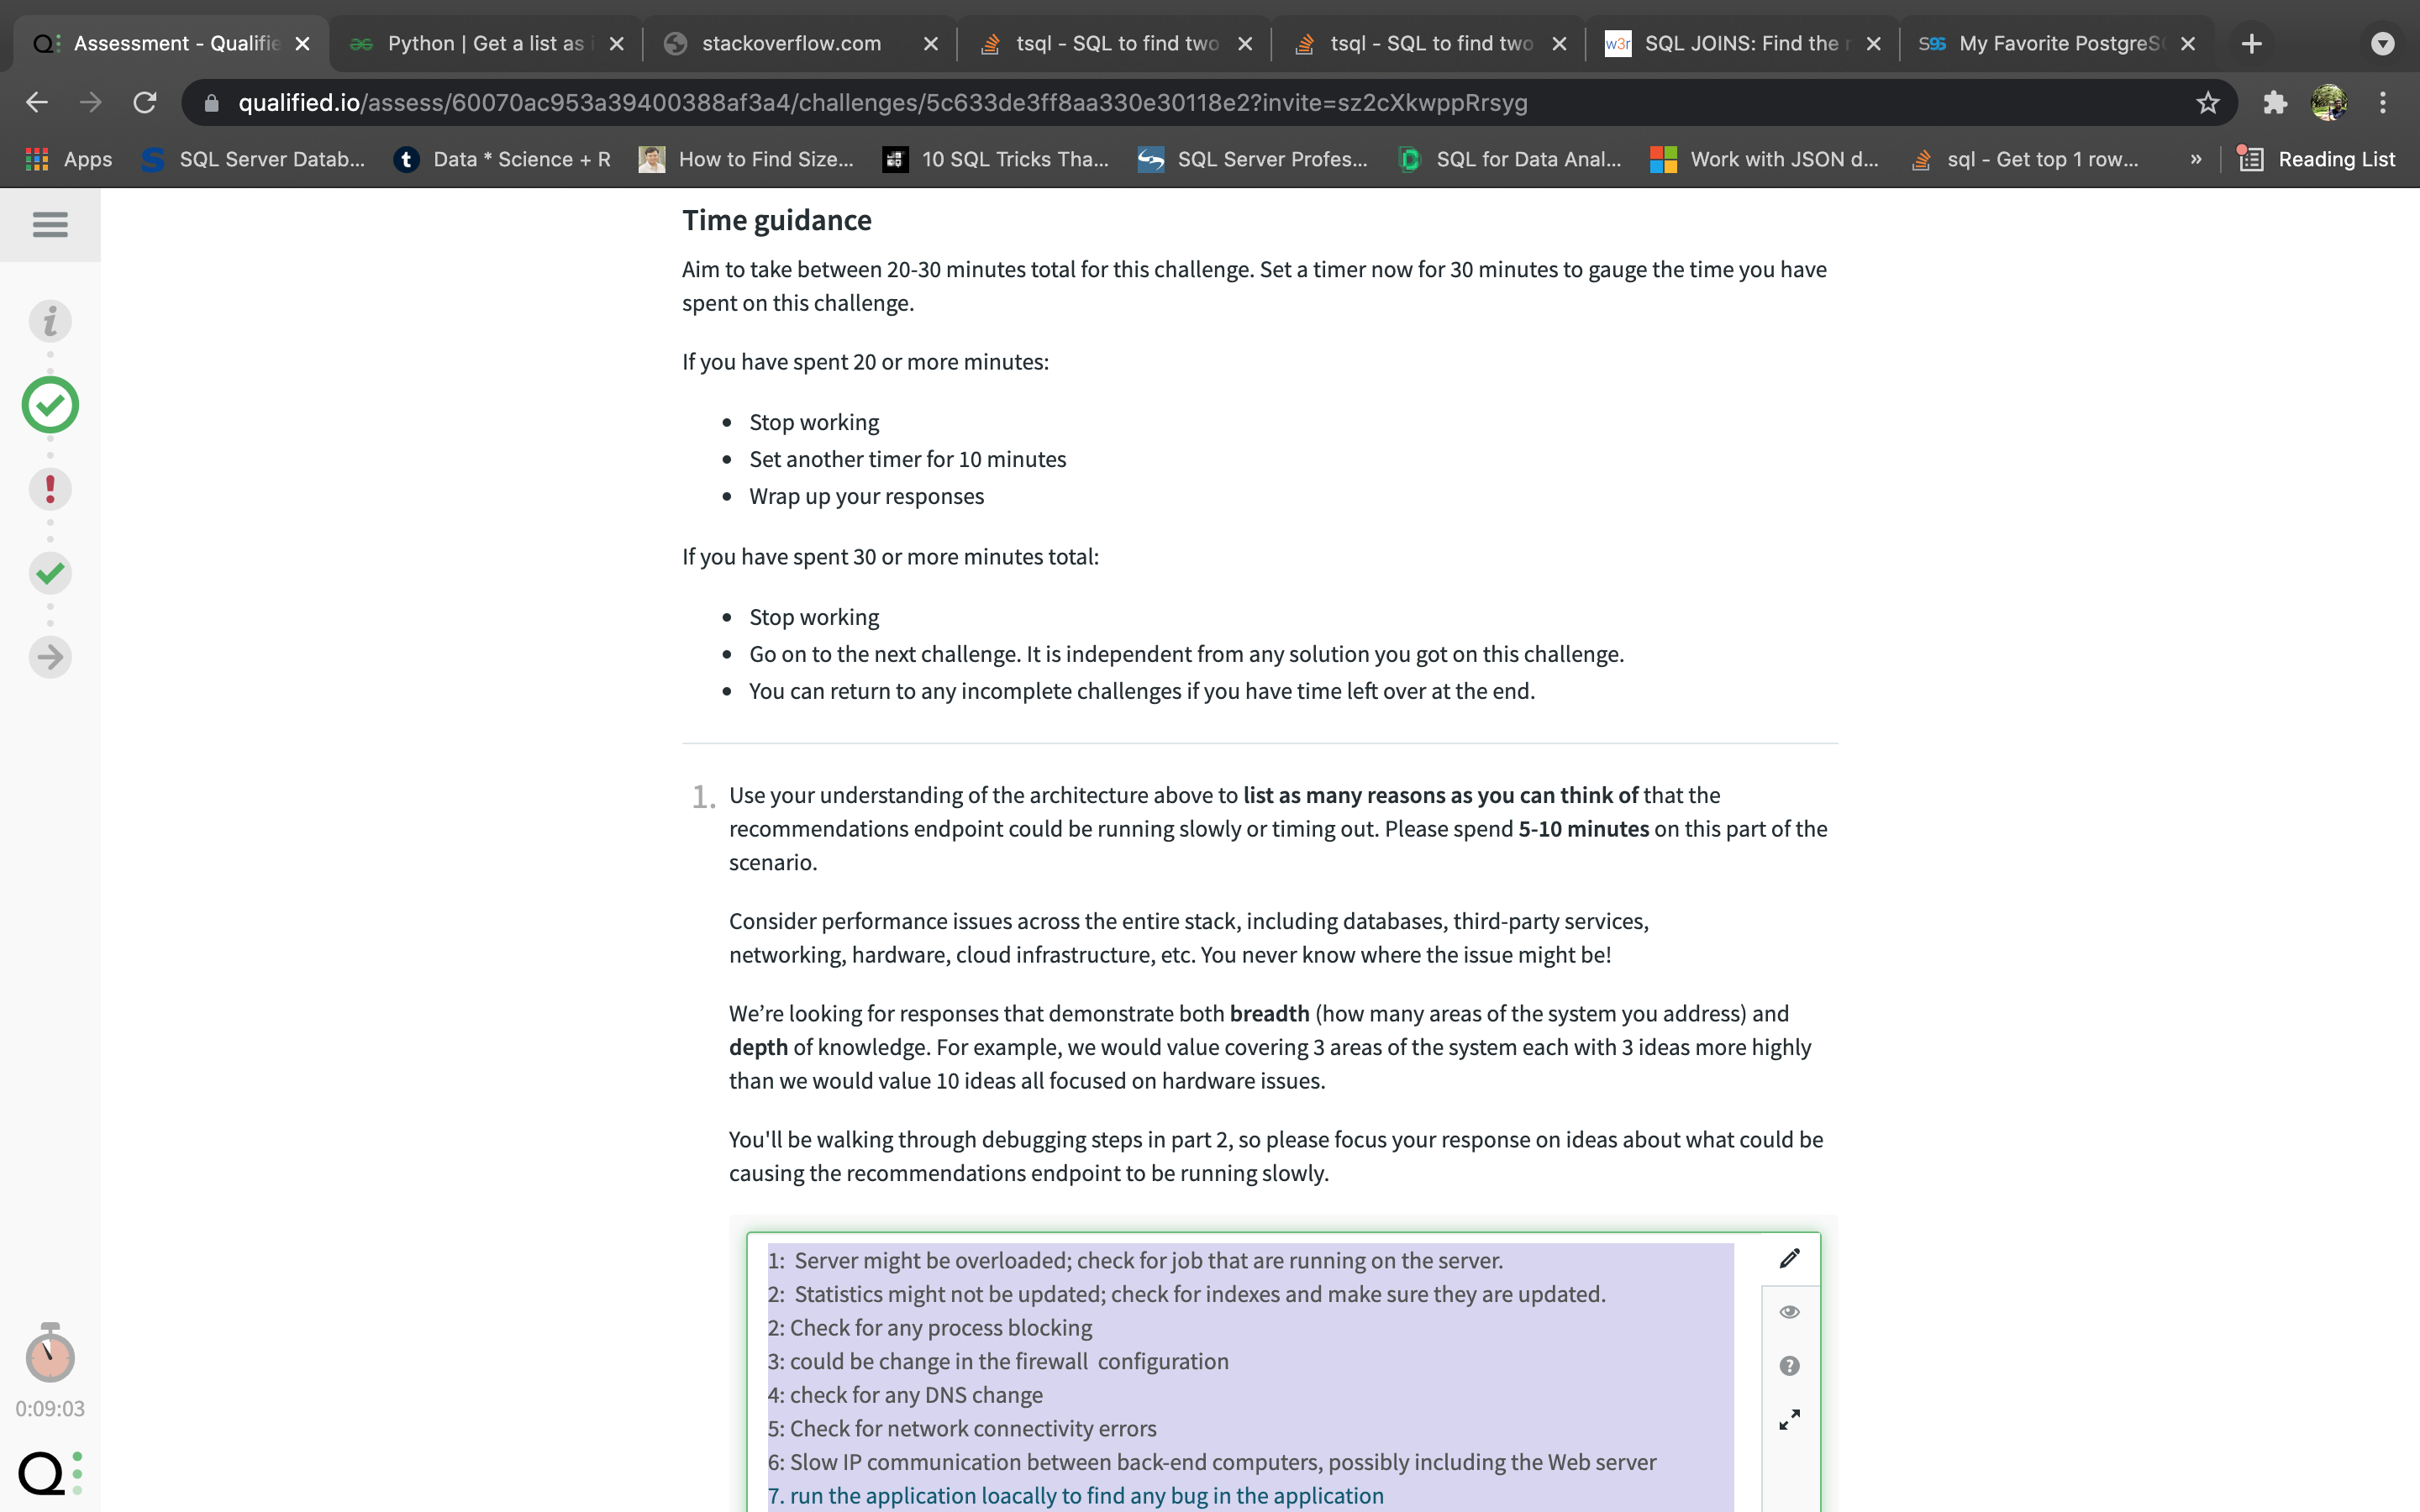 Assessment - Qualifie
Python | Get a list as i
stackoverflow.com
tsql - SQL to find two
tsql - SQL to find two
w3r
SQL JOINS: Find the r
S95
My Favorite PostgreSQ
qualified.io/assess/60070ac953a39400388af3a4/challenges/5c633de3ff8aa330e30118e2?invite=sz2cXkwppRrsyg
Apps
SQL Server Datab...
Data * Science + R
How to Find Size...
10 SQL Tricks Tha...
SQL Server Profes...
SQL for Data Anal...
Work with JSON d...
sql - Get top 1 row...
»
Reading List
Time guidance
Aim to take between 20-30 minutes total for this challenge. Set a timer now for 30 minutes to gauge the time you have
spent on this challenge.
If you have spent 20 or more minutes:
• Stop working
• Set another timer for 10 minutes
• Wrap up your responses
If you have spent 30 or more minutes total:
• Stop working
• Go on to the next challenge. It is independent from any solution you got on this challenge.
• You can return to any incomplete challenges if you have time left over at the end.
1. Use your understanding of the architecture above to list as many reasons as you can think of that the
recommendations endpoint could be running slowly or timing out. Please spend 5-10 minutes on this part of the
scenario.
Consider performance issues across the entire stack, including databases, third-party services,
networking, hardware, cloud infrastructure, etc. You never know where the issue might be!
We’re looking for responses that demonstrate both breadth (how many areas of the system you address) and
depth of knowledge. For example, we would value covering 3 areas of the system each with 3 ideas more highly
than we would value 10 ideas all focused on hardware issues.
You'll be walking through debugging steps in part 2, so please focus your response on ideas about what could be
causing the recommendations endpoint to be running slowly.
1: Server might be overloaded; check for job that are running on the server.
2: Statistics might not be updated; check for indexes and make sure they are updated.
2: Check for any process blocking
3: could be change in the firewall configuration
4: check for any DNS change
5: Check for network connectivity errors
6: Slow IP communication between back-end computers, possibly including the Web server
7. run the application loacally to find any bug in the application
0:09:03